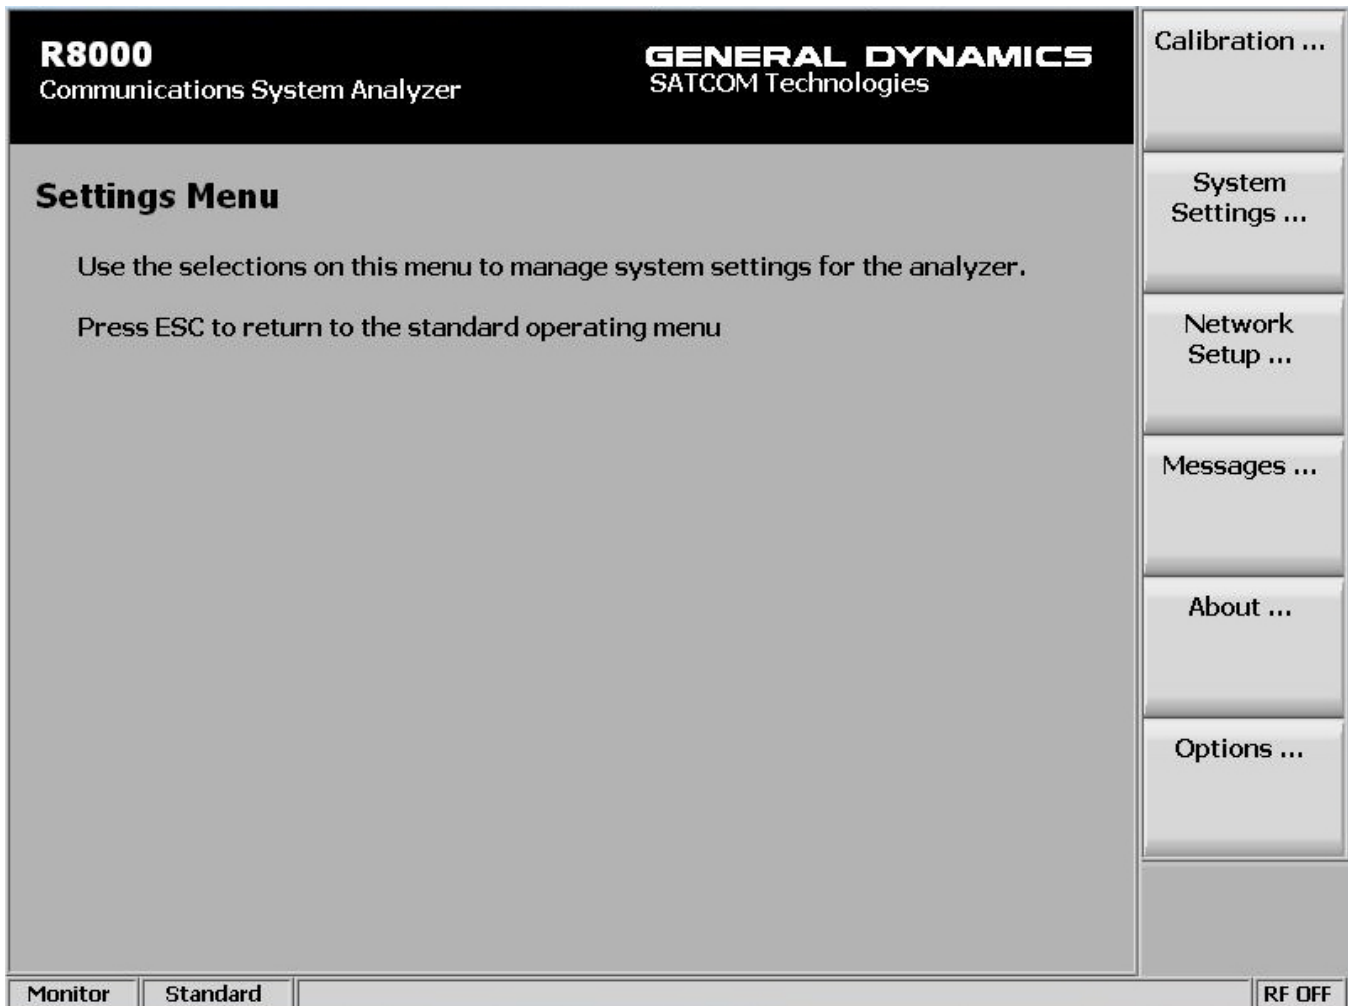 R8000
Communications System Analyzer
GENERAL DYNAMICS
SATCOM Technologies
Settings Menu
Use the selections on this menu to manage system settings for the analyzer.
Press ESC to return to the standard operating menu
Calibration ...
System
Settings ...
Network
Setup ...
Messages ...
About ...
Options ...
Monitor
Standard
RF OFF